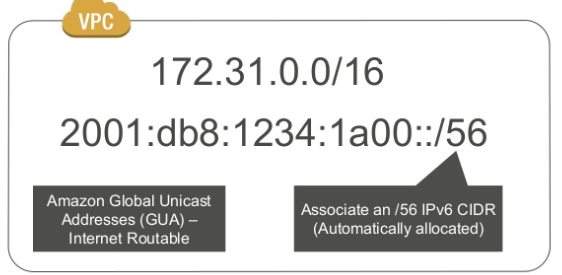 VPC
172.31.0.0/16
2001:db8:1234:1a00::/56
Amazon Global Unicast
Addresses (GUA) –
Internet Routable
Associate an /56 IPv6 CIDR
(Automatically allocated)